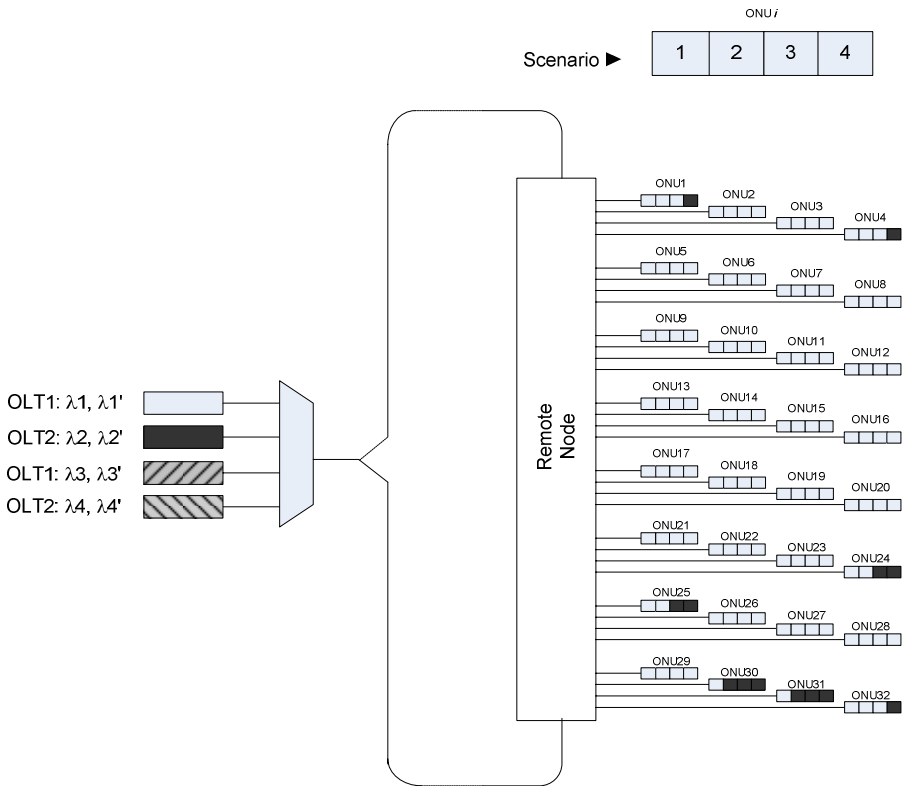 ONU i
Scenario ►
1 2 3 4
ONU1
ONU2
ONU3
ONU4
ONU5
ONU6
ONU7
ONU8
ONU9
ONU10
ONU11
ONU12
ONU13
ONU14
ONU15
ONU16
ONU17
ONU18
ONU19
ONU20
ONU21
ONU22
ONU23
ONU24
ONU25
ONU26
ONU27
ONU28
ONU29
ONU30
ONU31
ONU32
OLT1: λ1, λ1'
OLT2: λ2, λ2'
OLT1: λ3, λ3'
OLT2: λ4, λ4'
Remote
Node